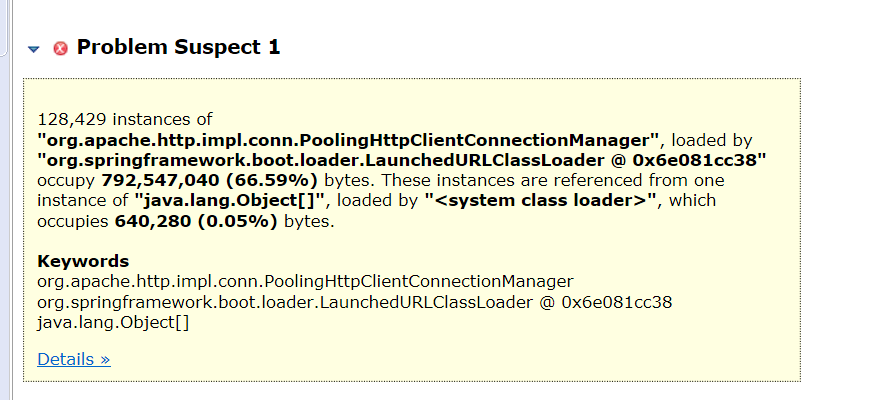 Problem Suspect 1
128,429 instances of
"org.apache.http.impl.conn.PoolingHttpClientConnectionManager", loaded by
"org.springframework.boot.loader.LaunchedURLClassLoader @ 0x6e081cc38"
occupy 792,547,040 (66.59%) bytes. These instances are referenced from one
instance of "java.lang.Object[]", loaded by "<system class loader>", which
occupies 640,280 (0.05%) bytes.
Keywords
org.apache.http.impl.conn.PoolingHttpClientConnectionManager
org.springframework.boot.loader.LaunchedURLClassLoader @ 0x6e081cc38
java.lang.Object[]
Details »